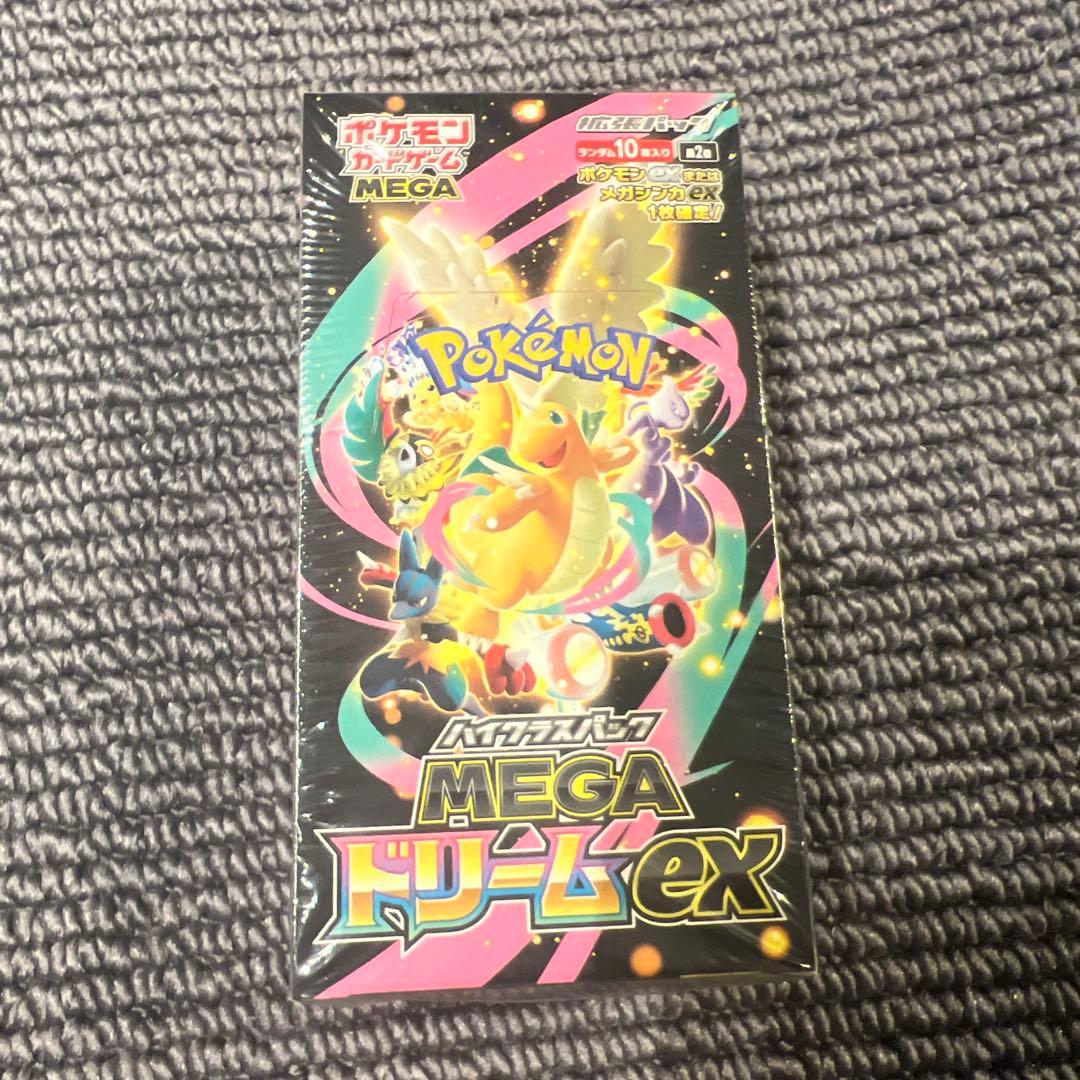 ポケモン
カードゲーム
MEGA
拡張パック
ランダム10枚入り 第2版
ポケモンexまたは
メガシンカex
1枚確定!
POKéMON
ハイクラスパック
MEGA
ドリームex